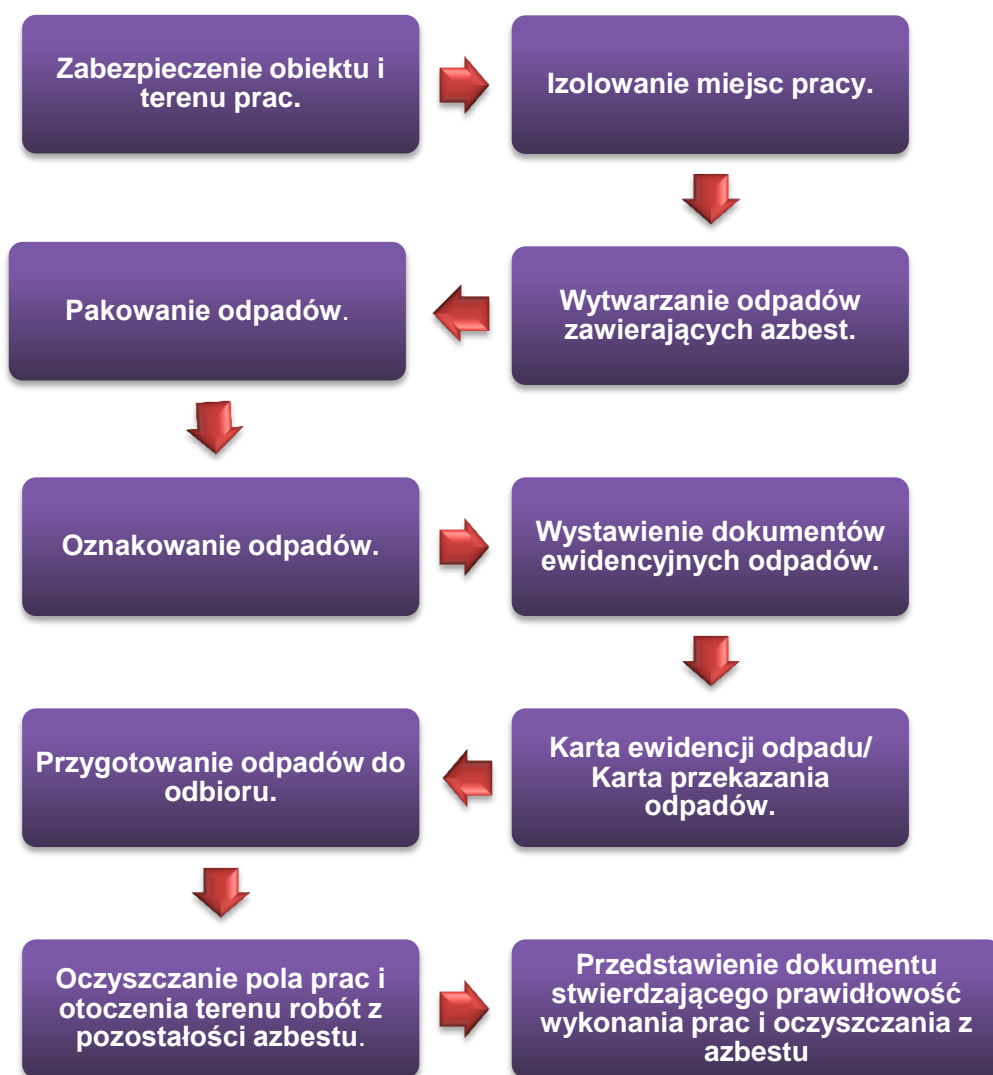 Zabezpieczenie obiektu i
terenu prac.
Izolowanie miejsc pracy.
Wytwarzanie odpadów
zawierających azbest.
Pakowanie odpadów.
Oznakowanie odpadów.
Wystawienie dokumentów
ewidencyjnych odpadów.
Karta ewidencji odpadu/
Karta przekazania
odpadów.
Przygotowanie odpadów do
odbioru.
Oczyszczanie pola prac i
otoczenia terenu robót z
pozostałości azbestu.
Przedstawienie dokumentu
stwierdzającego prawidłowość
wykonania prac i oczyszczania z
azbestu